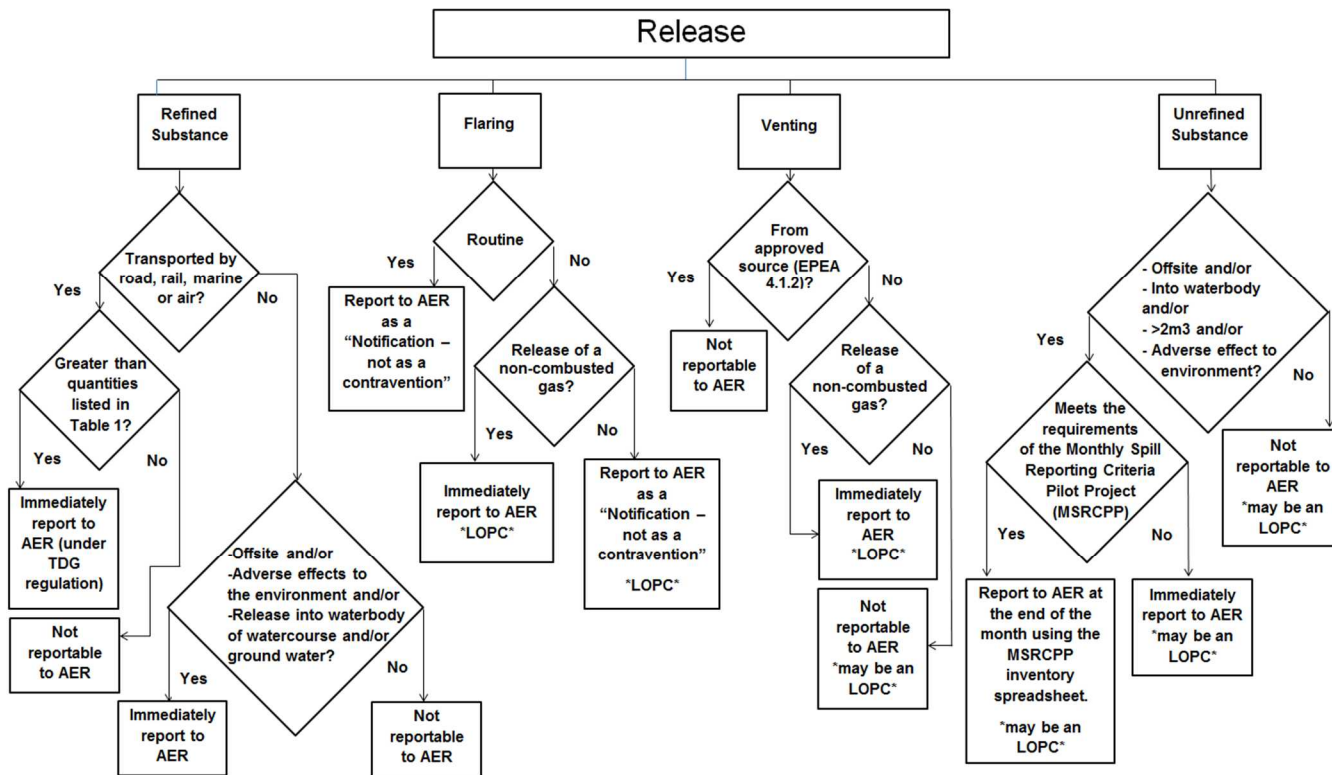 Release
Refined
Substance
Flaring
Venting
Unrefined
Substance
Transported by
road, rail, marine
or air?
Yes
No
Greater than
quantities
listed in
Table 1?
Yes
No
Immediately
report to
AER (under
TDG
regulation)
Not
reportable
to AER
-Offsite and/or
-Adverse effects to
the environment and/or
-Release into waterbody
of watercourse and/or
ground water?
Yes
No
Immediately
report to
AER
Not
reportable
to AER
Routine
Yes
No
Report to AER
as a
“Notification –
not as a
contravention”
Release of a
non-combusted
gas?
Yes
No
Immediately
report to AER
*LOPC*
Report to AER
as a
“Notification –
not as a
contravention”
*LOPC*
From
approved
source (EPEA
4.1.2)?
Yes
No
Not
reportable
to AER
Release
of a
non-combusted
gas?
Yes
No
Immediately
report to
AER
*LOPC*
Not
reportable
to AER
*may be an
LOPC*
- Offsite and/or
- Into waterbody
and/or
- >2m3 and/or
- Adverse effect to
environment?
Yes
No
Meets the
requirements
of the Monthly Spill
Reporting Criteria
Pilot Project
(MSRCPP)
Yes
No
Not
reportable to
AER
*may be an
LOPC*
Report to AER at
the end of the
month using the
MSRCPP
inventory
spreadsheet.
*may be an
LOPC*
Immediately
report to AER
*may be an
LOPC*